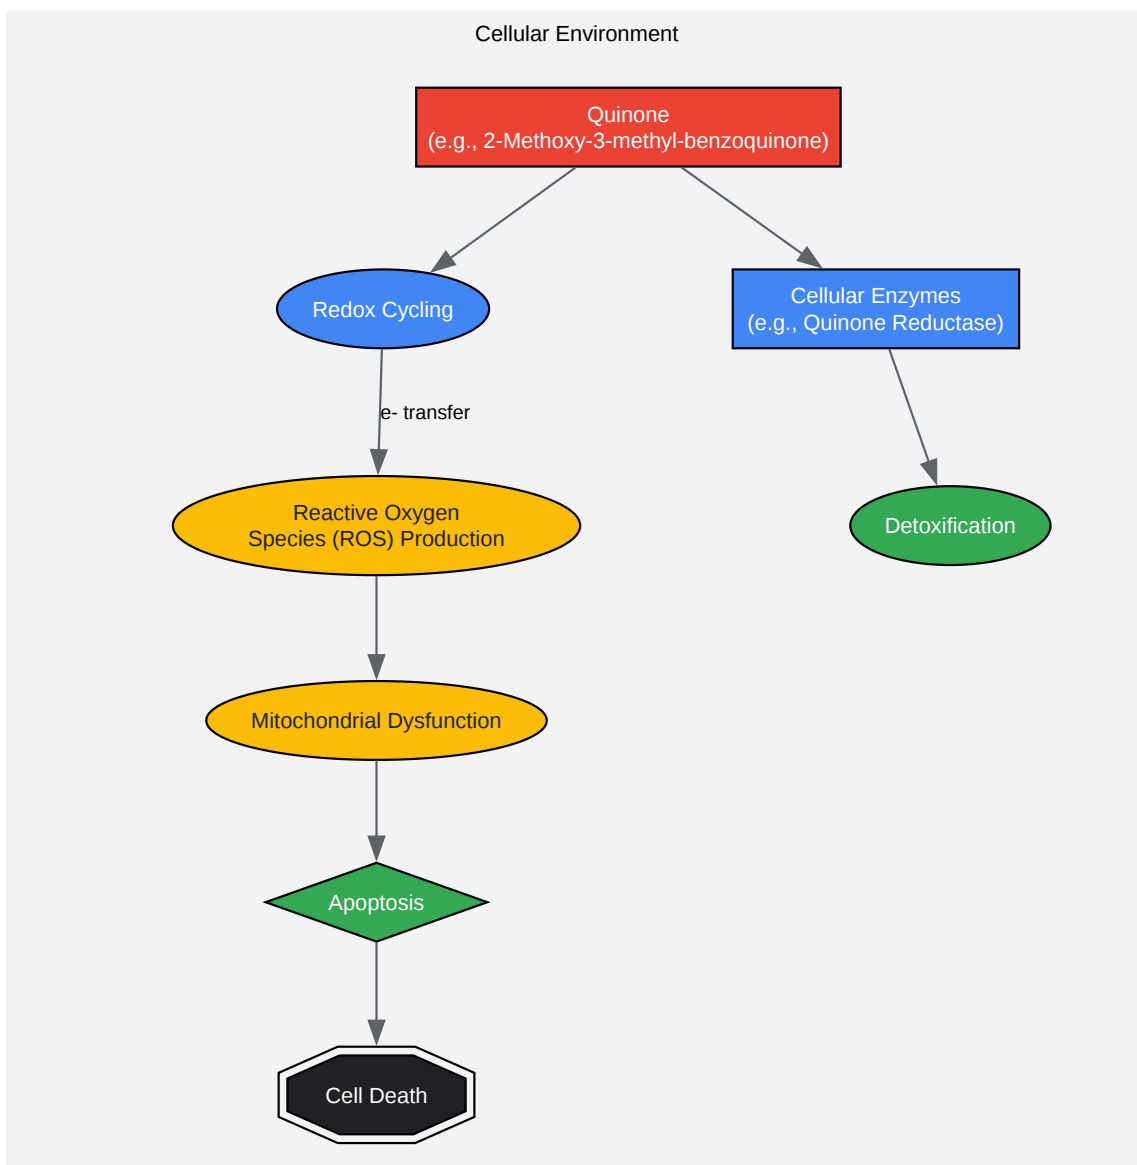 Cellular Environment
Quinone
(e.g., 2-Methoxy-3-methyl-benzoquinone)
Redox Cycling
Cellular Enzymes
(e.g., Quinone Reductase)
e- transfer
Reactive Oxygen
Species (ROS) Production
Detoxification
Mitochondrial Dysfunction
Apoptosis
Cell Death